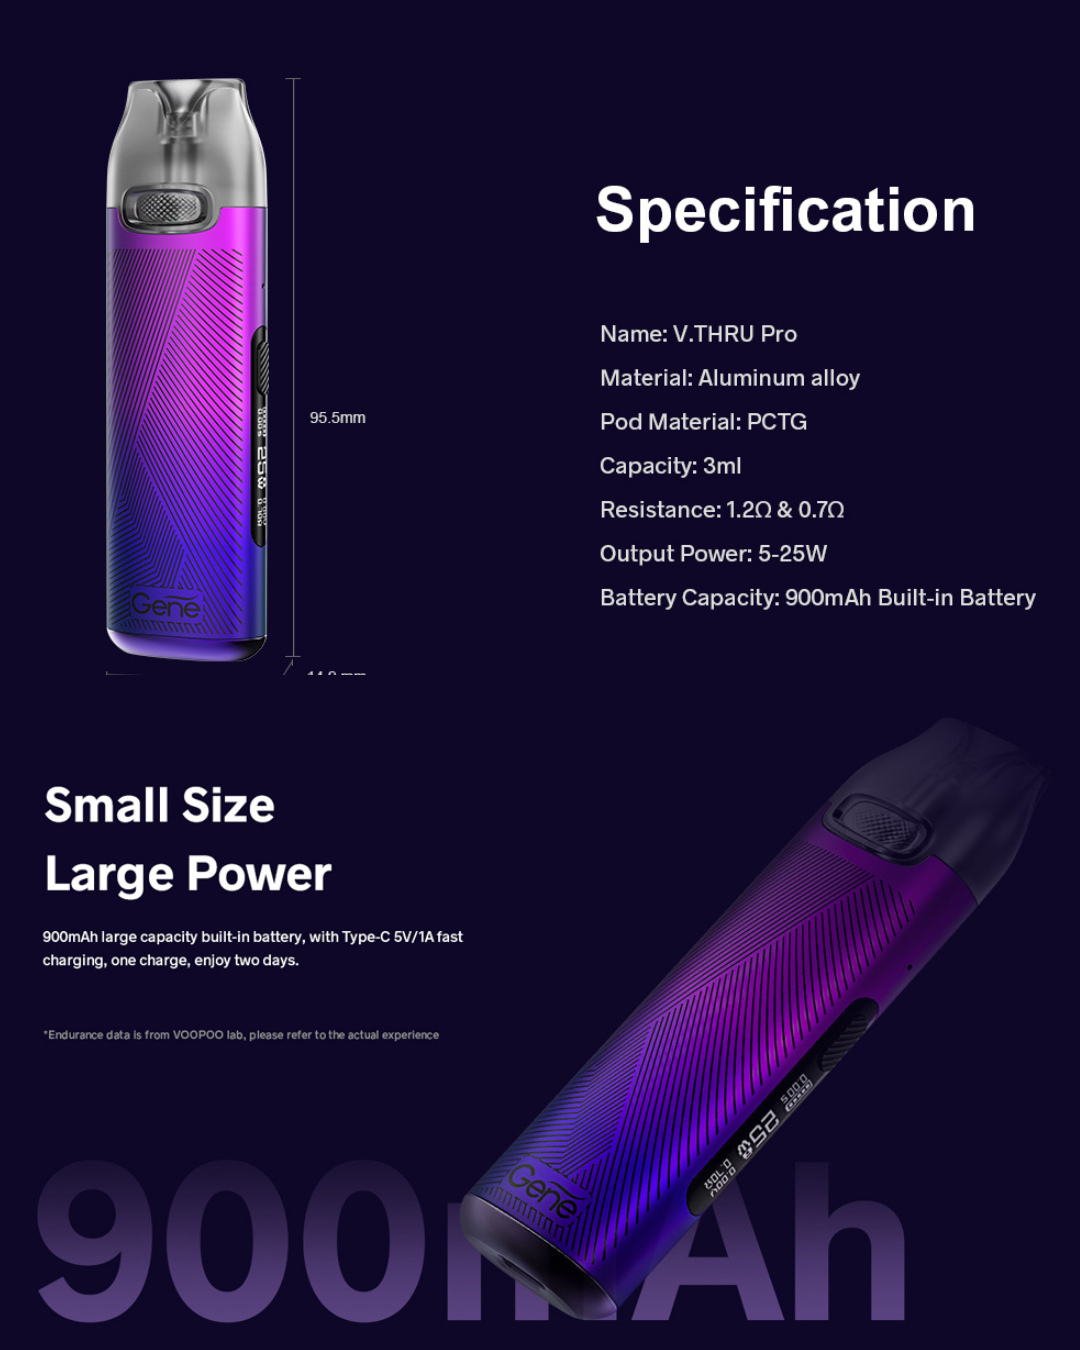 Specification
Name: V.THRU Pro
Material: Aluminum alloy
Pod Material: PCTG
Capacity: 3ml
Resistance: 1.2Ω & 0.7Ω
Output Power: 5-25W
Battery Capacity: 900mAh Built-in Battery
95.5mm
Gene
25W
Small Size
Large Power
900mAh large capacity built-in battery, with Type-C 5V/1A fast
charging, one charge, enjoy two days.
*Endurance data is from VOOPOO lab, please refer to the actual experience
25W
Gene
900mAh